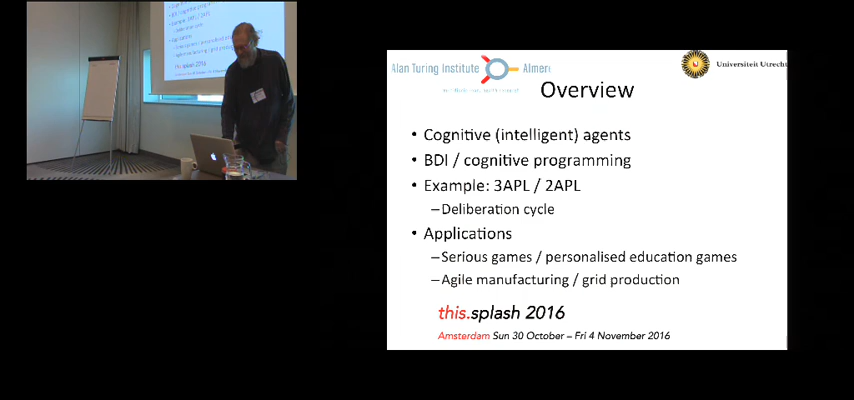 Alan Turing Institute Almere
Universiteit Utrecht
Overview
• Cognitive (intelligent) agents
• BDI / cognitive programming
• Example: 3APL / 2APL
–Deliberation cycle
• Applications
–Serious games / personalised education games
–Agile manufacturing / grid production
this.splash 2016
Amsterdam Sun 30 October – Fri 4 November 2016